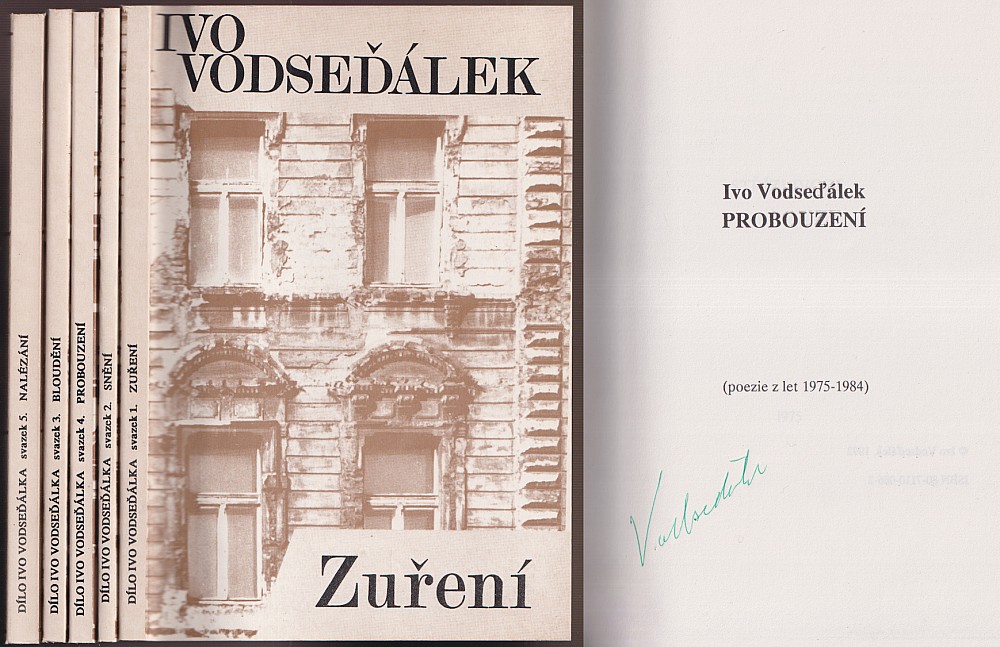 DÍLO IVO VODSEĎÁLKA svazek 5. NALÉZÁNÍ
DÍLO IVO VODSEĎÁLKA svazek 3. BLOUDĚNÍ
DÍLO IVO VODSEĎÁLKA svazek 4. PROBOUZENÍ
DÍLO IVO VODSEĎÁLKA svazek 2. SNĚNÍ
DÍLO IVO VODSEĎÁLKA svazek 1. ZUŘENÍ
IVO
VODSEĎÁLEK
Zuření
Ivo Vodseďálek
PROBOUZENÍ
(poezie z let 1975-1984)